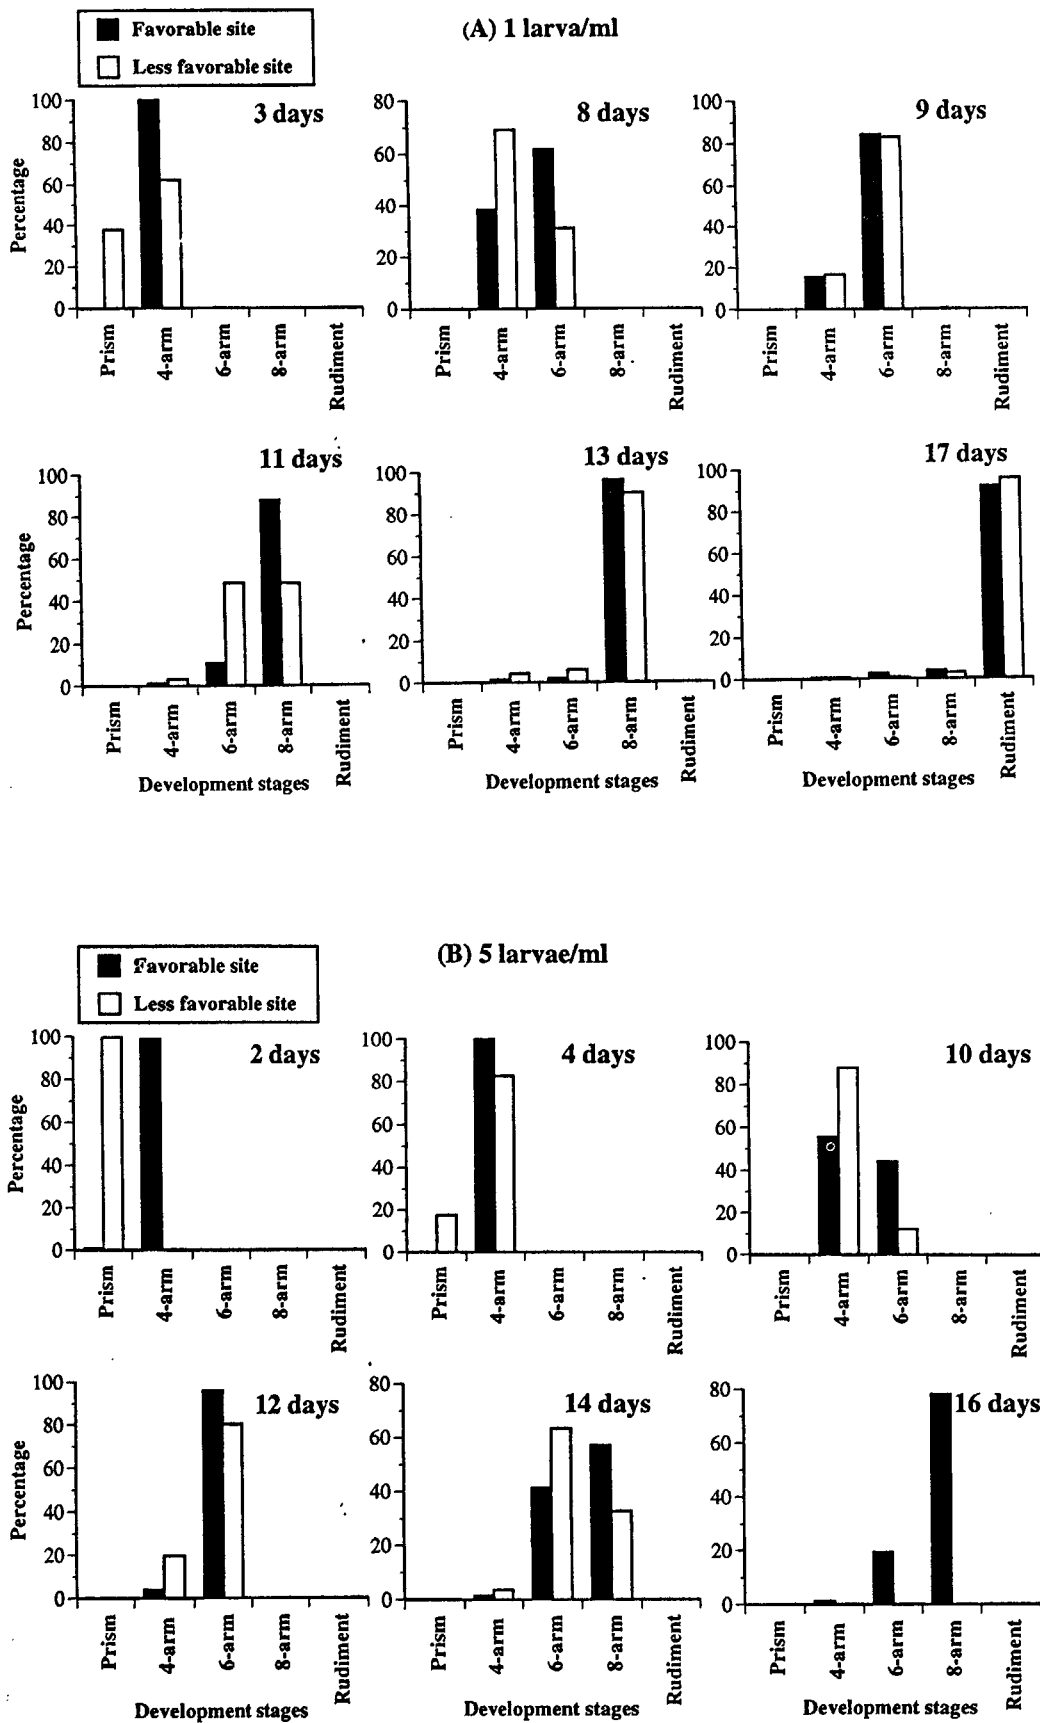 (A) 1 larva/ml
Favorable site
Less favorable site
3 days
Percentage
100
80
60
40
20
0
Prism
4-arm
6-arm
8-arm
Rudiment
8 days
80
60
40
20
0
Prism
4-arm
6-arm
8-arm
Rudiment
9 days
100
80
60
40
20
0
Prism
4-arm
6-arm
8-arm
Rudiment
11 days
Percentage
100
80
60
40
20
0
Prism
4-arm
6-arm
8-arm
Rudiment
Development stages
13 days
100
80
60
40
20
0
Prism
4-arm
6-arm
8-arm
Rudiment
Development stages
17 days
100
80
60
40
20
0
Prism
4-arm
6-arm
8-arm
Rudiment
Development stages
(B) 5 larvae/ml
Favorable site
Less favorable site
2 days
Percentage
100
80
60
40
20
0
Prism
4-arm
6-arm
8-arm
Rudiment
4 days
100
80
60
40
20
0
Prism
4-arm
6-arm
8-arm
Rudiment
10 days
100
80
60
40
20
0
Prism
4-arm
6-arm
8-arm
Rudiment
12 days
Percentage
100
80
60
40
20
0
Prism
4-arm
6-arm
8-arm
Rudiment
Development stages
14 days
80
60
40
20
0
Prism
4-arm
6-arm
8-arm
Rudiment
Development stages
16 days
80
60
40
20
0
Prism
4-arm
6-arm
8-arm
Rudiment
Development stages